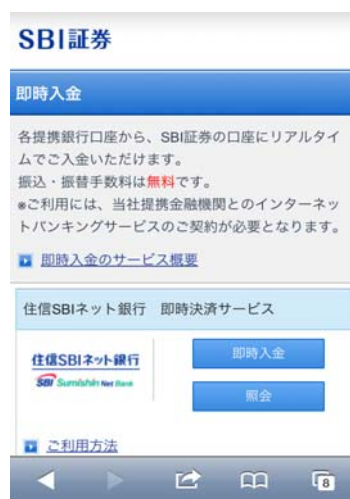 SBI証券
即時入金
各提携銀行口座から、SBI証券の口座にリアルタイ
ムでご入金いただけます。
振込・振替手数料は無料です。
※ご利用には、当社提携金融機関とのインターネッ
トバンキングサービスのご契約が必要となります。
即時入金のサービス概要
住信SBIネット銀行 即時決済サービス
住信SBIネット銀行
SBI Sumishin Net Bank
即時入金
照会
ご利用方法
8